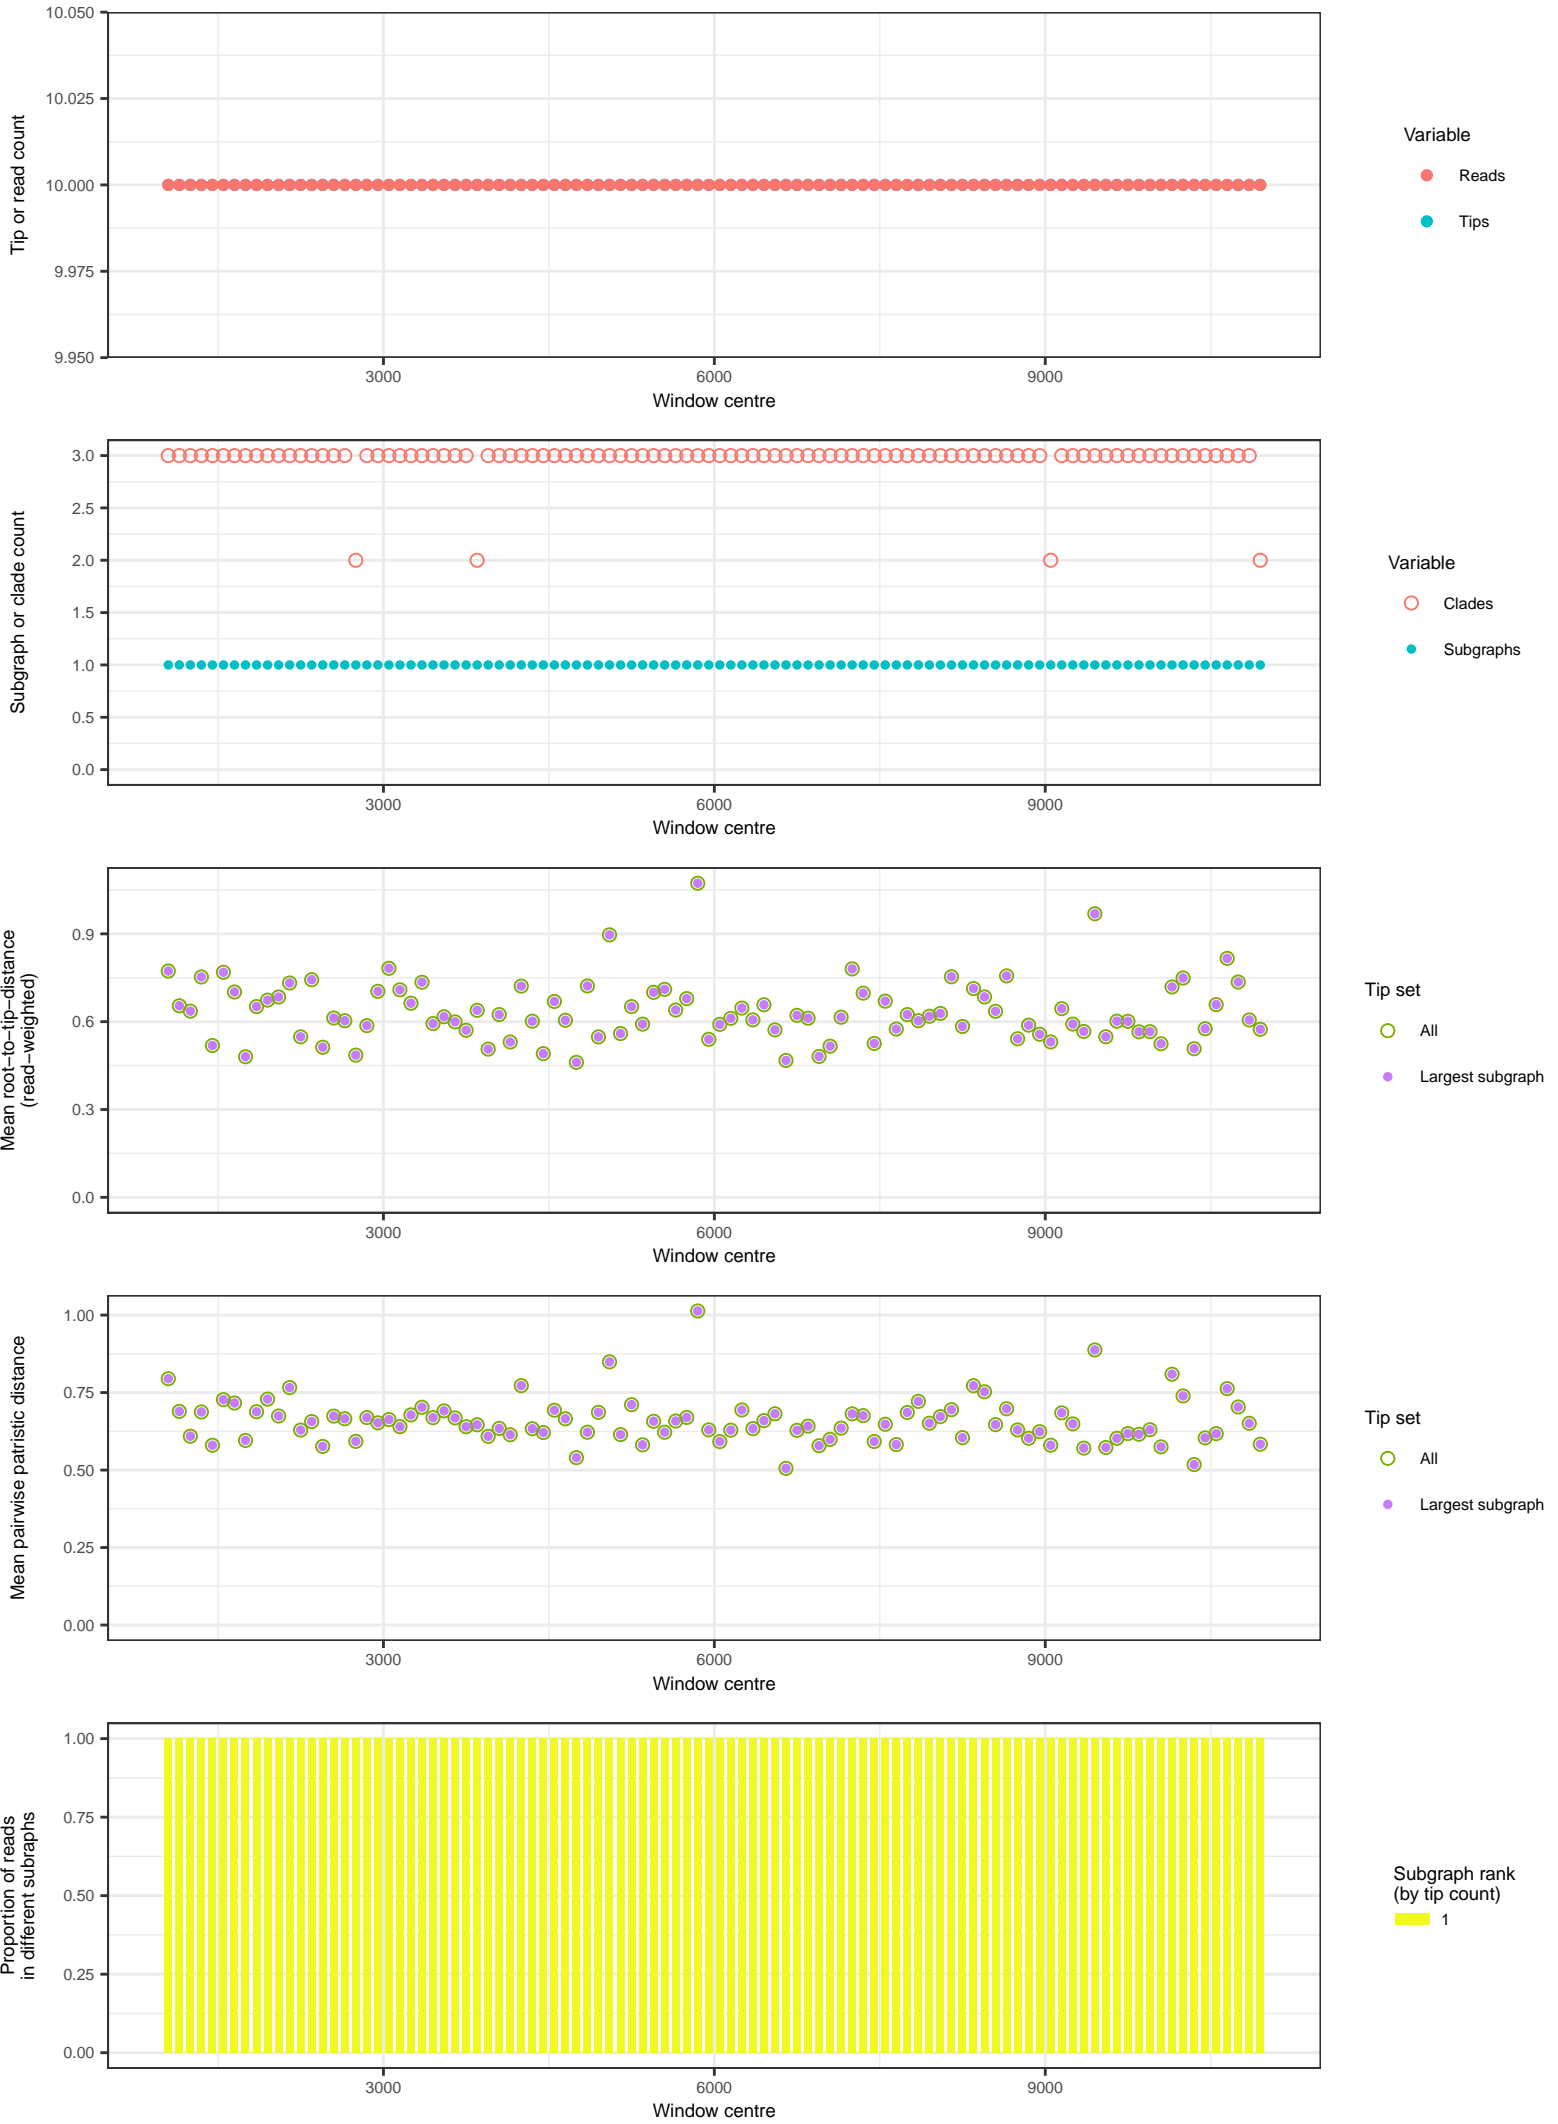 10.050
10.025
10.000
9.975
9.950
Tip or read count
3000
6000
9000
Window centre
Variable
Reads
Tips
3.0
2.5
2.0
1.5
1.0
0.5
0.0
Subgraph or clade count
3000
6000
9000
Window centre
Variable
Clades
Subgraphs
0.9
0.6
0.3
0.0
Mean root−to−tip−distance
(read−weighted)
3000
6000
9000
Window centre
Tip set
All
Largest subgraph
1.00
0.75
0.50
0.25
0.00
Mean pairwise patristic distance
3000
6000
9000
Window centre
Tip set
All
Largest subgraph
1.00
0.75
0.50
0.25
0.00
Proportion of reads
in different subraphs
3000
6000
9000
Window centre
Subgraph rank
(by tip count)
1